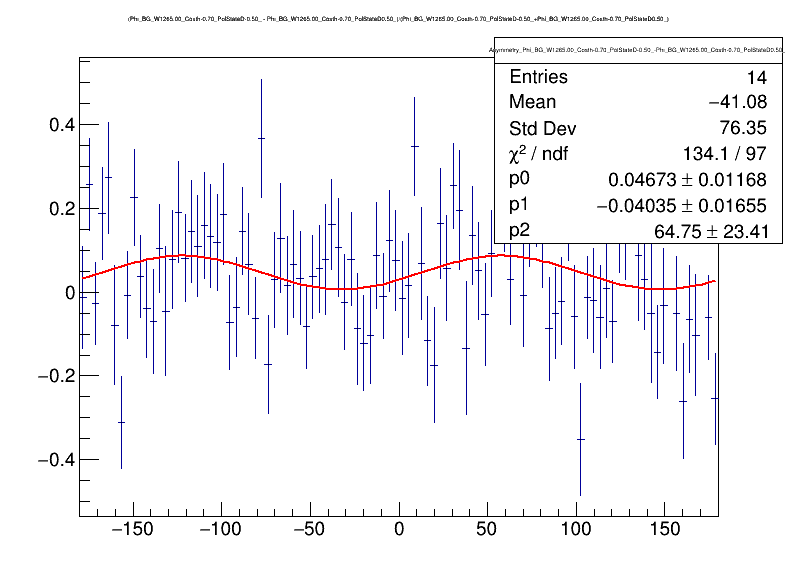 (Phi_BG_W1265.00_Costh-0.70_PolStateD-0.50_- Phi_BG_W1265.00_Costh-0.70_PolStateD0.50_)/(Phi_BG_W1265.00_Costh-0.70_PolStateD-0.50_+Phi_BG_W1265.00_Costh-0.70_PolStateD0.50_)
Asymmetry_Phi_BG_W1265.00_Costh-0.70_PolStateD-0.50_-Phi_BG_W1265.00_Costh-0.70_PolStateD0.50_
Entries 14
Mean −41.08
Std Dev 76.35
χ² / ndf 134.1 / 97
p0 0.04673 ± 0.01168
p1 −0.04035 ± 0.01655
p2 64.75 ± 23.41
0.4
0.2
0
−0.2
−0.4
−150 −100 −50 0 50 100 150